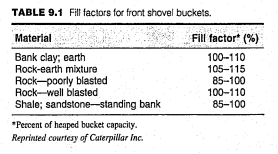 TABLE 9.1 Fill factors for front shovel buckets.
Material Fill factor* (%)
Bank clay; earth 100–110
Rock-earth mixture 105–115
Rock—poorly blasted 85–100
Rock—well blasted 100–110
Shale; sandstone—standing bank 85–100
*Percent of heaped bucket capacity.
Reprinted courtesy of Caterpillar Inc.